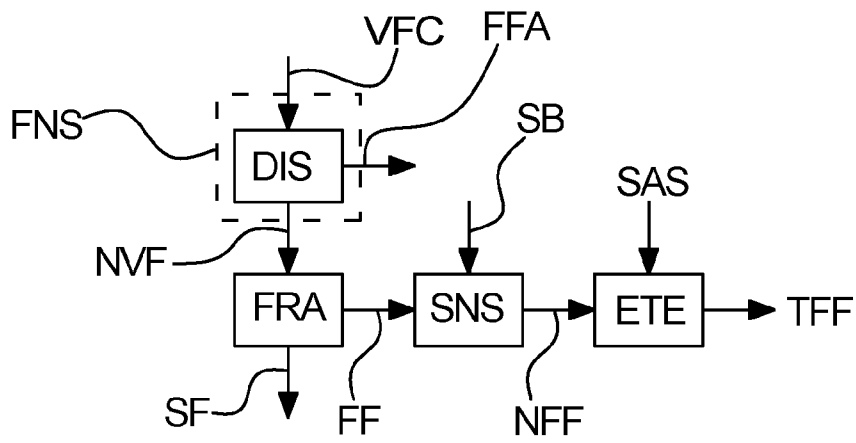 VFC
FFA
FNS
DIS
SB
SAS
NVF
FRA
SNS
ETE
TFF
SF
FF
NFF